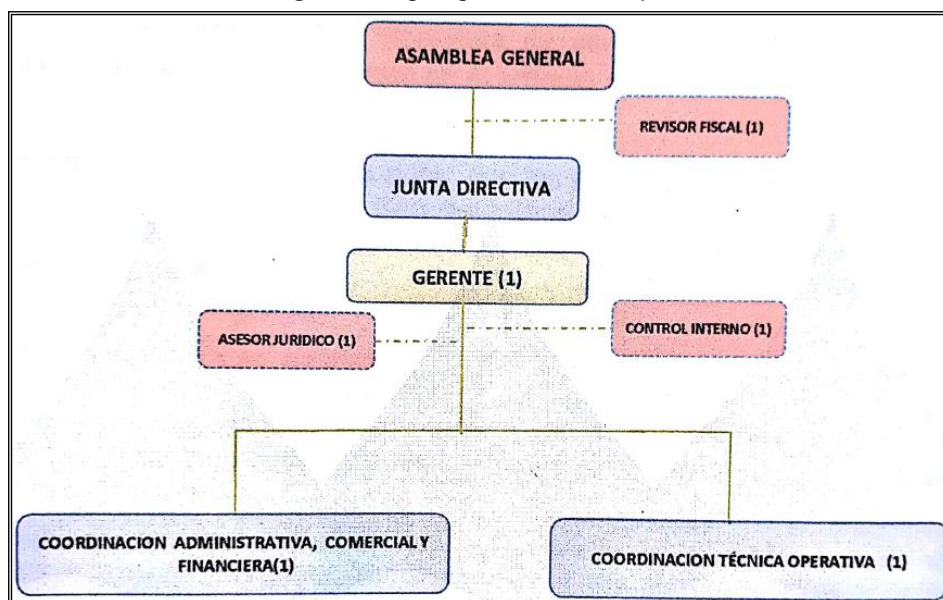 ASAMBLEA GENERAL
REVISOR FISCAL (1)
JUNTA DIRECTIVA
GERENTE (1)
ASESOR JURIDICO (1)
CONTROL INTERNO (1)
COORDINACION ADMINISTRATIVA, COMERCIAL Y
FINANCIERA(1)
COORDINACION TÉCNICA OPERATIVA (1)